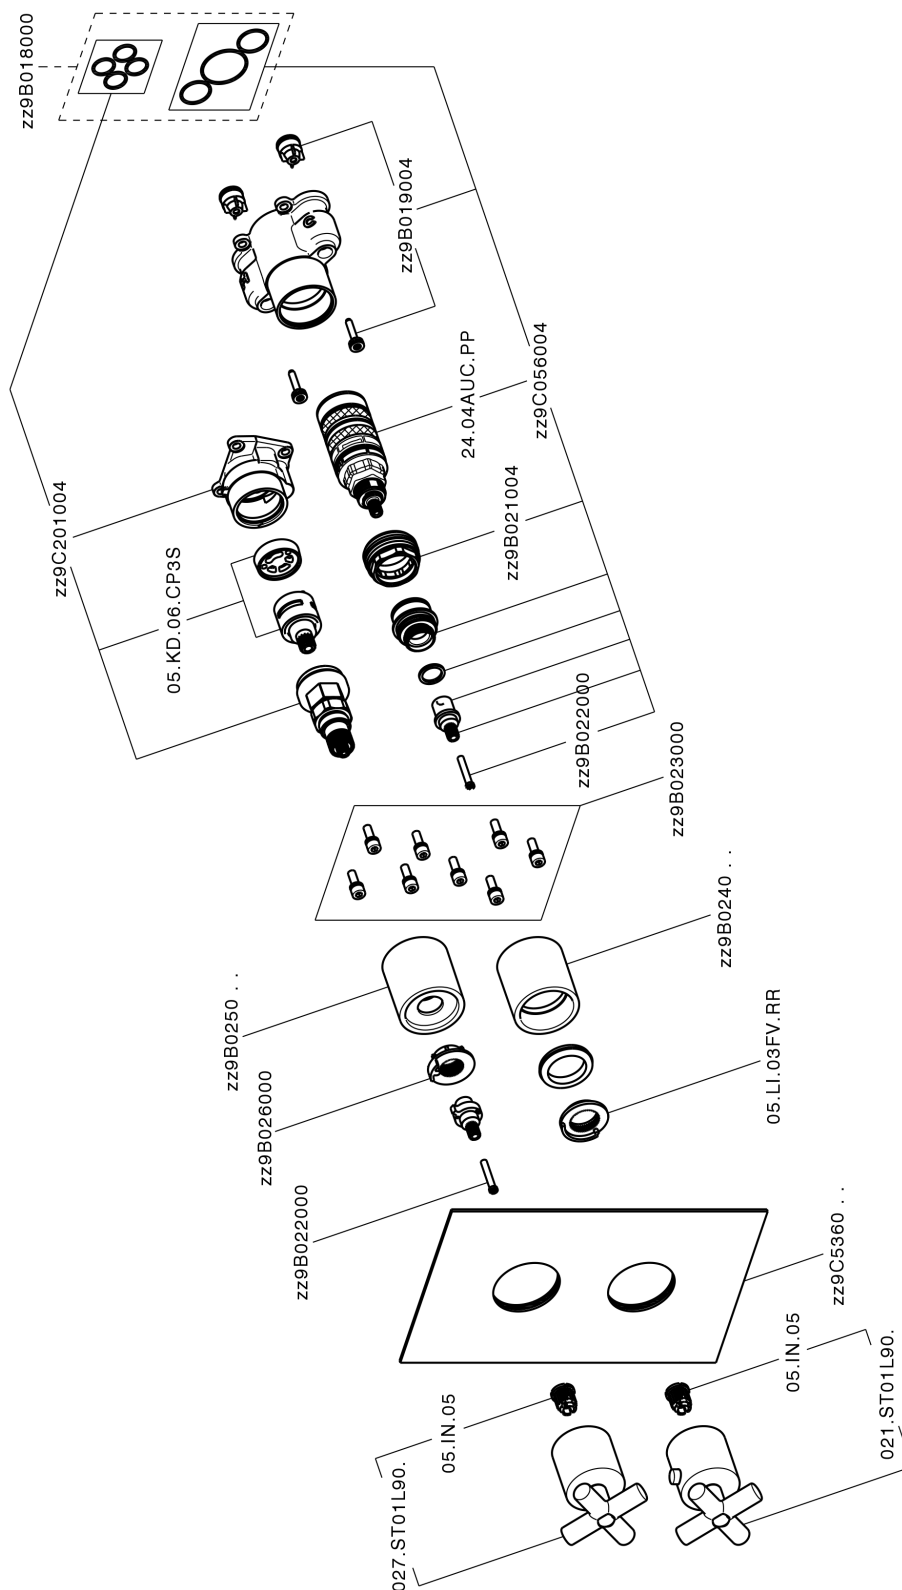 zz9B018000
zz9B019004
24.04AUC.PP
zz9C056004
zz9C201004
zz9B021004
05.KD.06.CP3S
zz9B022000
zz9B023000
zz9B0240 . .
zz9B0250 . .
05.LI.03FV.RR
zz9B026000
zz9B022000
zz9C5360 . .
05.IN.05
05.IN.05
021.ST01L90.
027.ST01L90.